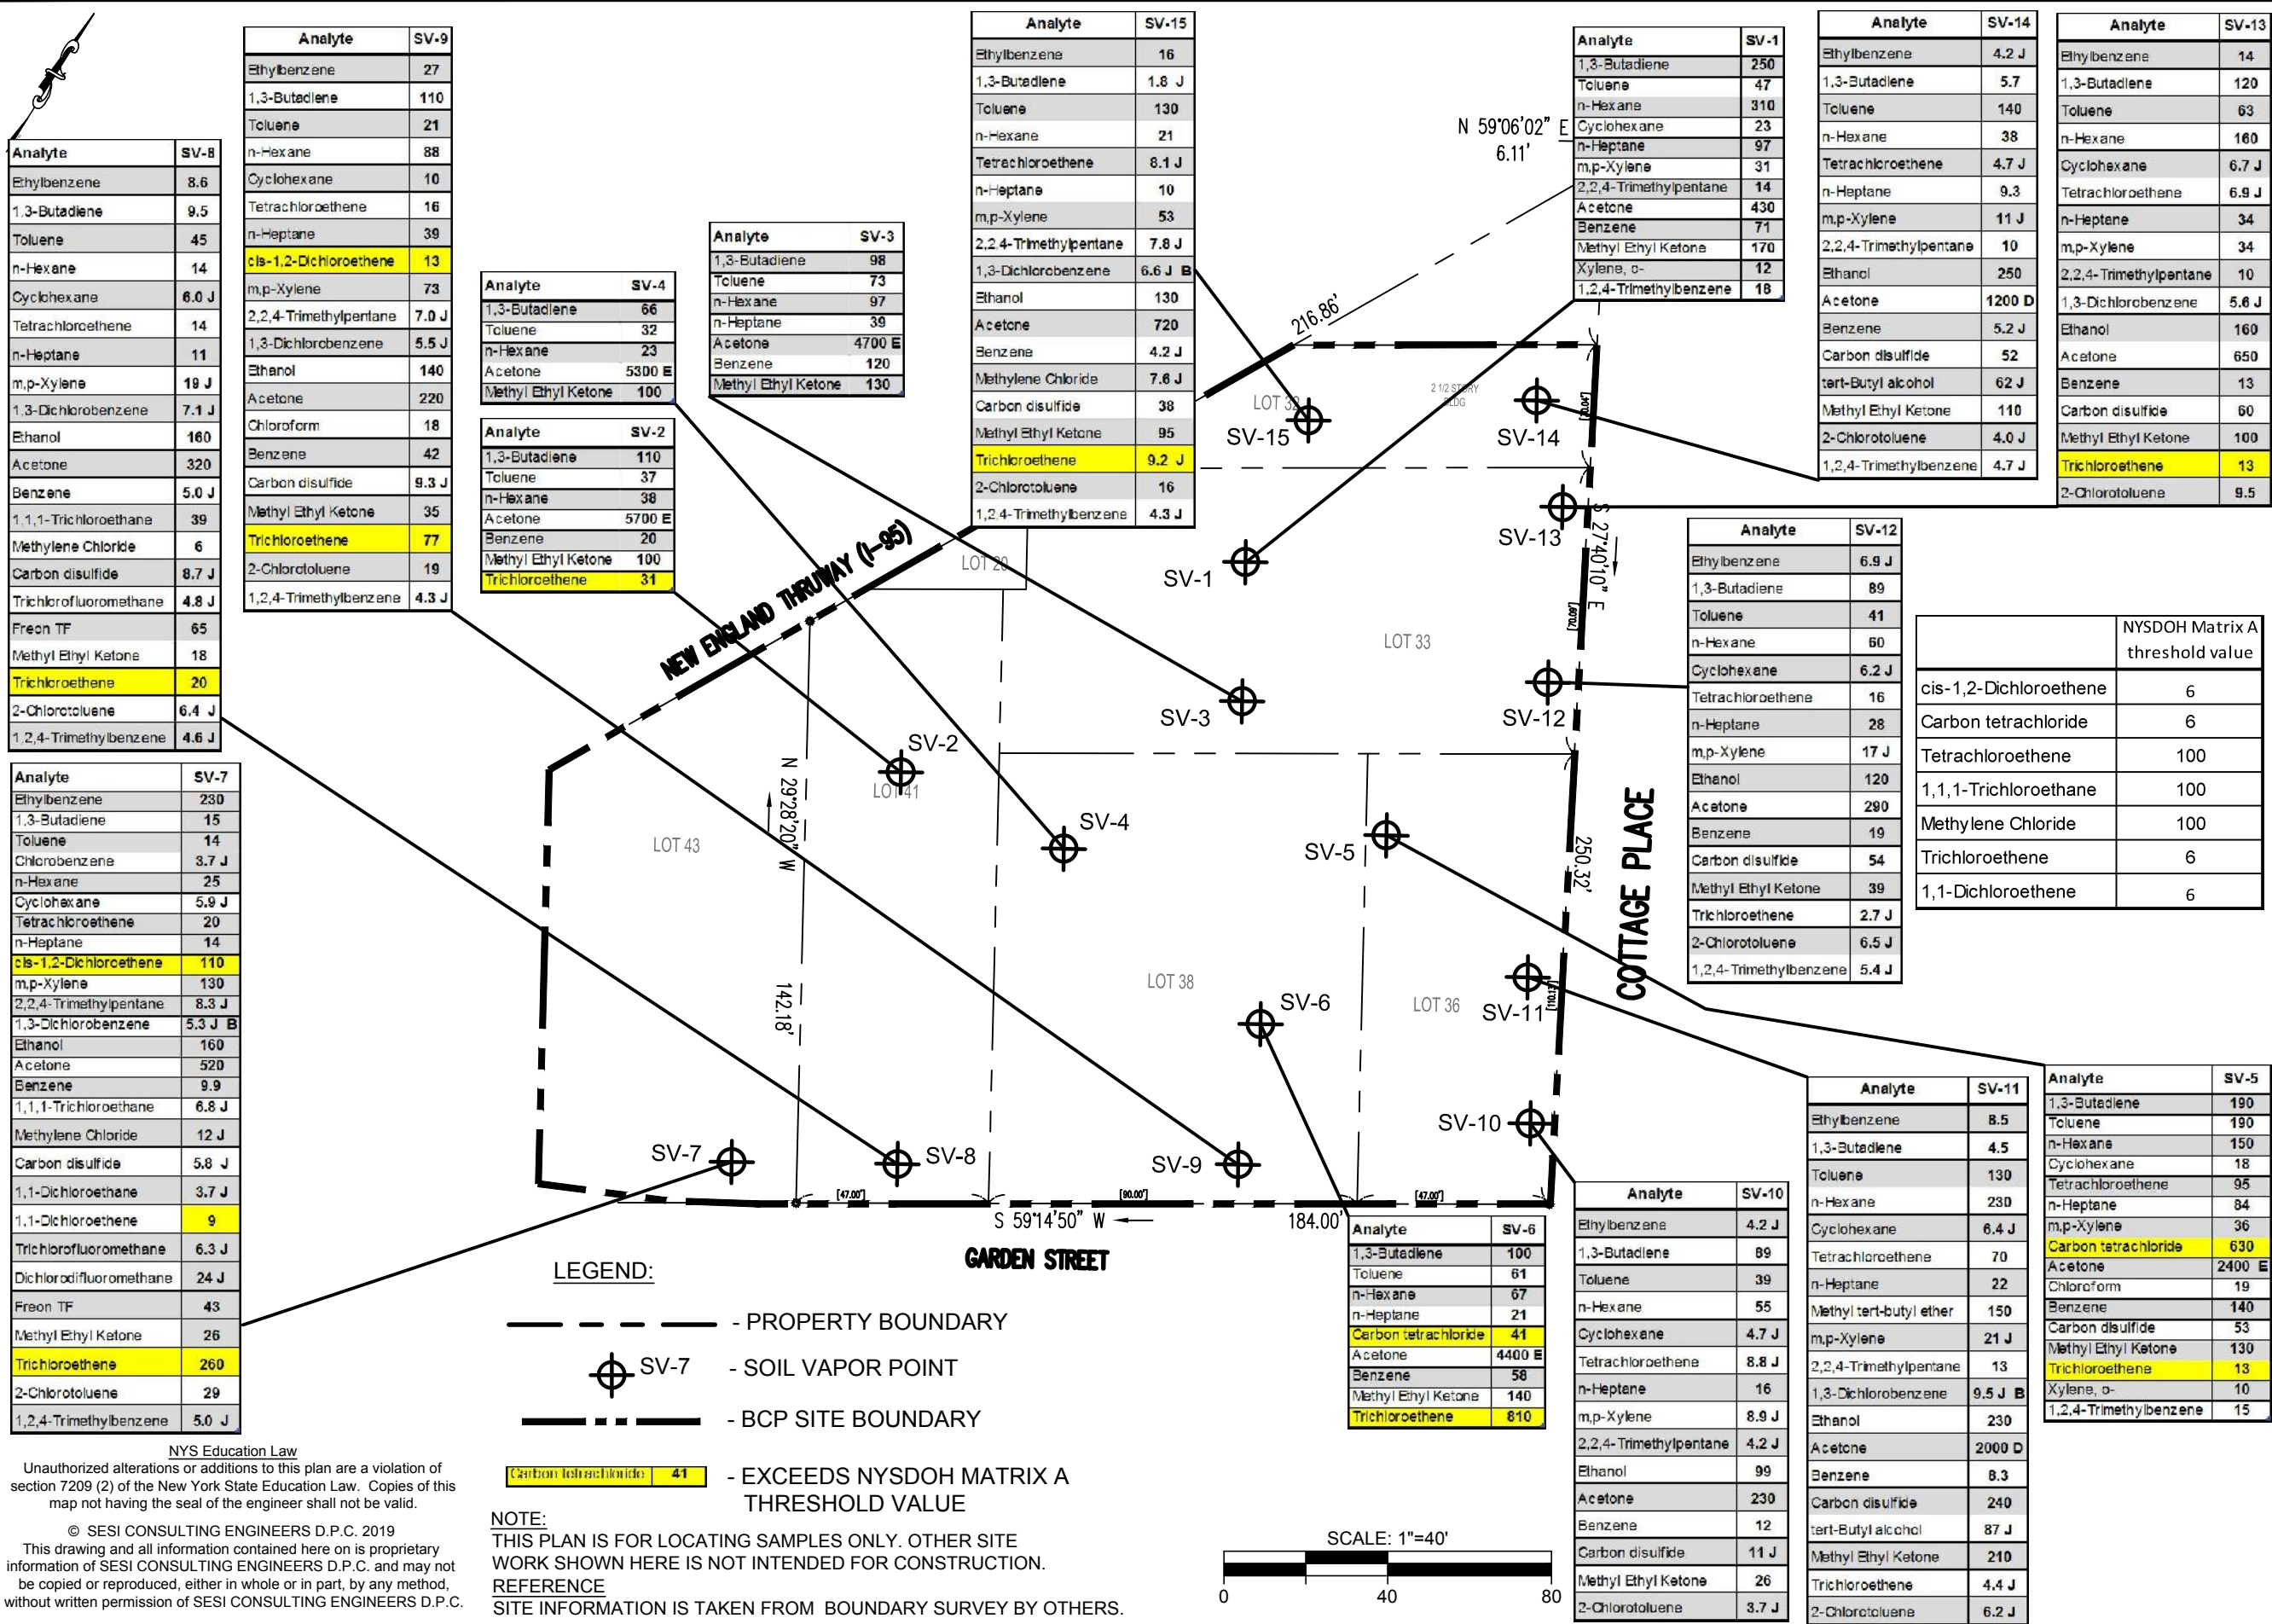 Analyte SV-8
Ethylbenzene 8.6
1,3-Butadiene 9.5
Toluene 45
n-Hexane 14
Cyclohexane 6.0 J
Tetrachloroethene 14
n-Heptane 11
m,p-Xylene 19 J
1,3-Dichlorobenzene 7.1 J
Ethanol 160
Acetone 320
Benzene 5.0 J
1,1,1-Trichloroethane 39
Methylene Chloride 6
Carbon disulfide 8.7 J
Trichlorofluoromethane 4.8 J
Freon TF 65
Methyl Ethyl Ketone 18
Trichloroethene 20
2-Chlorotoluene 6.4 J
1,2,4-Trimethylbenzene 4.6 J
Analyte SV-7
Ethylbenzene 230
1,3-Butadiene 15
Toluene 14
Chlorobenzene 3.7 J
n-Hexane 25
Cyclohexane 5.9 J
Tetrachloroethene 20
n-Heptane 14
cis-1,2-Dichloroethene 110
m,p-Xylene 130
2,2,4-Trimethylpentane 8.3 J
1,3-Dichlorobenzene 5.3 J B
Ethanol 160
Acetone 520
Benzene 9.9
1,1,1-Trichloroethane 6.8 J
Methylene Chloride 12 J
Carbon disulfide 5.8 J
1,1-Dichloroethane 3.7 J
1,1-Dichloroethene 9
Trichlorofluoromethane 6.3 J
Dichlorodifluoromethane 24 J
Freon TF 43
Methyl Ethyl Ketone 26
Trichloroethene 260
2-Chlorotoluene 29
1,2,4-Trimethylbenzene 5.0 J
Analyte SV-9
Ethylbenzene 27
1,3-Butadiene 110
Toluene 21
n-Hexane 88
Cyclohexane 10
Tetrachloroethene 16
n-Heptane 39
cis-1,2-Dichloroethene 13
m,p-Xylene 73
2,2,4-Trimethylpentane 7.0 J
1,3-Dichlorobenzene 5.5 J
Ethanol 140
Acetone 220
Chloroform 18
Benzene 42
Carbon disulfide 9.3 J
Methyl Ethyl Ketone 35
Trichloroethene 77
2-Chlorotoluene 19
1,2,4-Trimethylbenzene 4.3 J
Analyte SV-4
1,3-Butadiene 66
Toluene 32
n-Hexane 23
Acetone 5300 E
Methyl Ethyl Ketone 100
Analyte SV-2
1,3-Butadiene 110
Toluene 37
n-Hexane 38
Acetone 5700 E
Benzene 20
Methyl Ethyl Ketone 100
Trichloroethene 31
Analyte SV-3
1,3-Butadiene 98
Toluene 73
n-Hexane 97
n-Heptane 39
Acetone 4700 E
Benzene 120
Methyl Ethyl Ketone 130
Analyte SV-15
Ethylbenzene 16
1,3-Butadiene 1.8 J
Toluene 130
n-Hexane 21
Tetrachloroethene 8.1 J
n-Heptane 10
m,p-Xylene 53
2,2,4-Trimethylpentane 7.8 J
1,3-Dichlorobenzene 6.6 J B
Ethanol 130
Acetone 720
Benzene 4.2 J
Methylene Chloride 7.6 J
Carbon disulfide 38
Methyl Ethyl Ketone 95
Trichloroethene 9.2 J
2-Chlorotoluene 16
1,2,4-Trimethylbenzene 4.3 J
Analyte SV-1
1,3-Butadiene 250
Toluene 47
n-Hexane 310
Cyclohexane 23
n-Heptane 97
m,p-Xylene 31
2,2,4-Trimethylpentane 14
Acetone 430
Benzene 71
Methyl Ethyl Ketone 170
Xylene, o- 12
1,2,4-Trimethylbenzene 18
Analyte SV-14
Ethylbenzene 4.2 J
1,3-Butadiene 5.7
Toluene 140
n-Hexane 38
Tetrachloroethene 4.7 J
n-Heptane 9.3
m,p-Xylene 11 J
2,2,4-Trimethylpentane 10
Ethanol 250
Acetone 1200 D
Benzene 5.2 J
Carbon disulfide 52
tert-Butyl alcohol 62 J
Methyl Ethyl Ketone 110
2-Chlorotoluene 4.0 J
1,2,4-Trimethylbenzene 4.7 J
Analyte SV-13
Ethylbenzene 14
1,3-Butadiene 120
Toluene 63
n-Hexane 160
Cyclohexane 6.7 J
Tetrachloroethene 6.9 J
n-Heptane 34
m,p-Xylene 34
2,2,4-Trimethylpentane 10
1,3-Dichlorobenzene 5.6 J
Ethanol 160
Acetone 650
Benzene 13
Carbon disulfide 60
Methyl Ethyl Ketone 100
Trichloroethene 13
2-Chlorotoluene 9.5
Analyte SV-12
Ethylbenzene 6.9 J
1,3-Butadiene 89
Toluene 41
n-Hexane 60
Cyclohexane 6.2 J
Tetrachloroethene 16
n-Heptane 28
m,p-Xylene 17 J
Ethanol 120
Acetone 290
Benzene 19
Carbon disulfide 54
Methyl Ethyl Ketone 39
Trichloroethene 2.7 J
2-Chlorotoluene 6.5 J
1,2,4-Trimethylbenzene 5.4 J
NYSDOH Matrix A
threshold value
cis-1,2-Dichloroethene 6
Carbon tetrachloride 6
Tetrachloroethene 100
1,1,1-Trichloroethane 100
Methylene Chloride 100
Trichloroethene 6
1,1-Dichloroethene 6
N 59°06'02" E
6.11'
216.86'
2 1/2 STORY
BLDG
LOT 32
SV-15
SV-14
SV-13
S 27°40'10" E
[70.04']
[70.09']
NEW ENGLAND THRUWAY (I-95)
LOT 29
SV-1
LOT 33
SV-3
SV-12
SV-2
LOT 41
N 29°28'20" W
142.18'
LOT 43
SV-4
SV-5
250.32'
COTTAGE PLACE
LOT 38
SV-6
LOT 36
SV-11
[110.13']
SV-10
SV-7
SV-8
SV-9
[47.00']
[90.00']
[47.00']
S 59°14'50" W
184.00'
GARDEN STREET
Analyte SV-6
1,3-Butadiene 100
Toluene 61
n-Hexane 67
n-Heptane 21
Carbon tetrachloride 41
Acetone 4400 E
Benzene 58
Methyl Ethyl Ketone 140
Trichloroethene 810
Analyte SV-10
Ethylbenzene 4.2 J
1,3-Butadiene 89
Toluene 39
n-Hexane 55
Cyclohexane 4.7 J
Tetrachloroethene 8.8 J
n-Heptane 16
m,p-Xylene 8.9 J
2,2,4-Trimethylpentane 4.2 J
Ethanol 99
Acetone 230
Benzene 12
Carbon disulfide 11 J
Methyl Ethyl Ketone 26
2-Chlorotoluene 3.7 J
Analyte SV-11
Ethylbenzene 8.5
1,3-Butadiene 4.5
Toluene 130
n-Hexane 230
Cyclohexane 6.4 J
Tetrachloroethene 70
n-Heptane 22
Methyl tert-butyl ether 150
m,p-Xylene 21 J
2,2,4-Trimethylpentane 13
1,3-Dichlorobenzene 9.5 J B
Ethanol 230
Acetone 2000 D
Benzene 8.3
Carbon disulfide 240
tert-Butyl alcohol 87 J
Methyl Ethyl Ketone 210
Trichloroethene 4.4 J
2-Chlorotoluene 6.2 J
Analyte SV-5
1,3-Butadiene 190
Toluene 190
n-Hexane 150
Cyclohexane 18
Tetrachloroethene 95
n-Heptane 84
m,p-Xylene 36
Carbon tetrachloride 630
Acetone 2400 E
Chloroform 19
Benzene 140
Carbon disulfide 53
Methyl Ethyl Ketone 130
Trichloroethene 13
Xylene, o- 10
1,2,4-Trimethylbenzene 15
LEGEND:
- PROPERTY BOUNDARY
SV-7 - SOIL VAPOR POINT
- BCP SITE BOUNDARY
Carbon tetrachloride 41 - EXCEEDS NYSDOH MATRIX A
THRESHOLD VALUE
NOTE:
THIS PLAN IS FOR LOCATING SAMPLES ONLY. OTHER SITE
WORK SHOWN HERE IS NOT INTENDED FOR CONSTRUCTION.
REFERENCE
SITE INFORMATION IS TAKEN FROM BOUNDARY SURVEY BY OTHERS.
SCALE: 1"=40'
0 40 80
NYS Education Law
Unauthorized alterations or additions to this plan are a violation of
section 7209 (2) of the New York State Education Law. Copies of this
map not having the seal of the engineer shall not be valid.
© SESI CONSULTING ENGINEERS D.P.C. 2019
This drawing and all information contained here on is proprietary
information of SESI CONSULTING ENGINEERS D.P.C. and may not
be copied or reproduced, either in whole or in part, by any method,
without written permission of SESI CONSULTING ENGINEERS D.P.C.